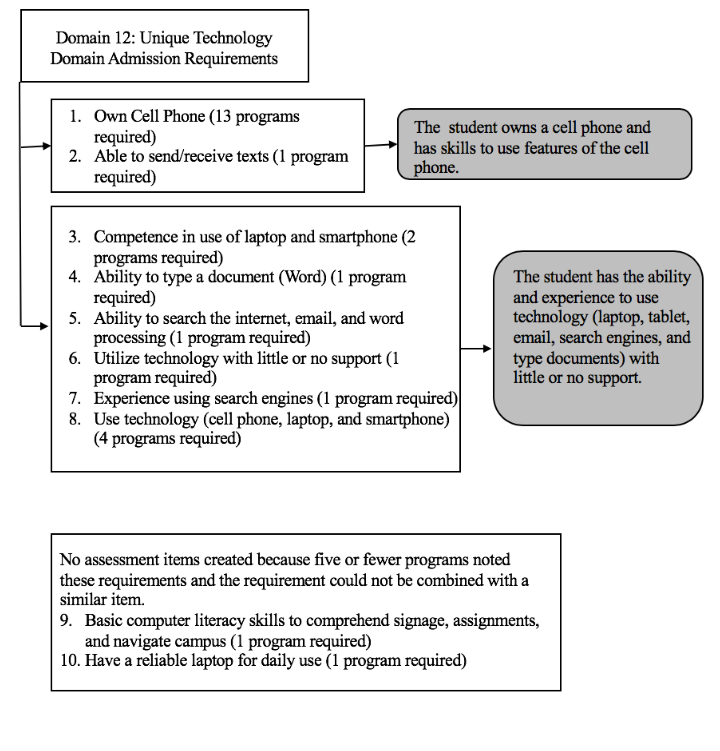 Domain 12: Unique Technology
Domain Admission Requirements
1. Own Cell Phone (13 programs
required)
2. Able to send/receive texts (1 program
required)
The student owns a cell phone and
has skills to use features of the cell
phone.
3. Competence in use of laptop and smartphone (2
programs required)
4. Ability to type a document (Word) (1 program
required)
5. Ability to search the internet, email, and word
processing (1 program required)
6. Utilize technology with little or no support (1
program required)
7. Experience using search engines (1 program required)
8. Use technology (cell phone, laptop, and smartphone)
(4 programs required)
The student has the ability
and experience to use
technology (laptop, tablet,
email, search engines, and
type documents) with
little or no support.
No assessment items created because five or fewer programs noted
these requirements and the requirement could not be combined with a
similar item.
9. Basic computer literacy skills to comprehend signage, assignments,
and navigate campus (1 program required)
10. Have a reliable laptop for daily use (1 program required)